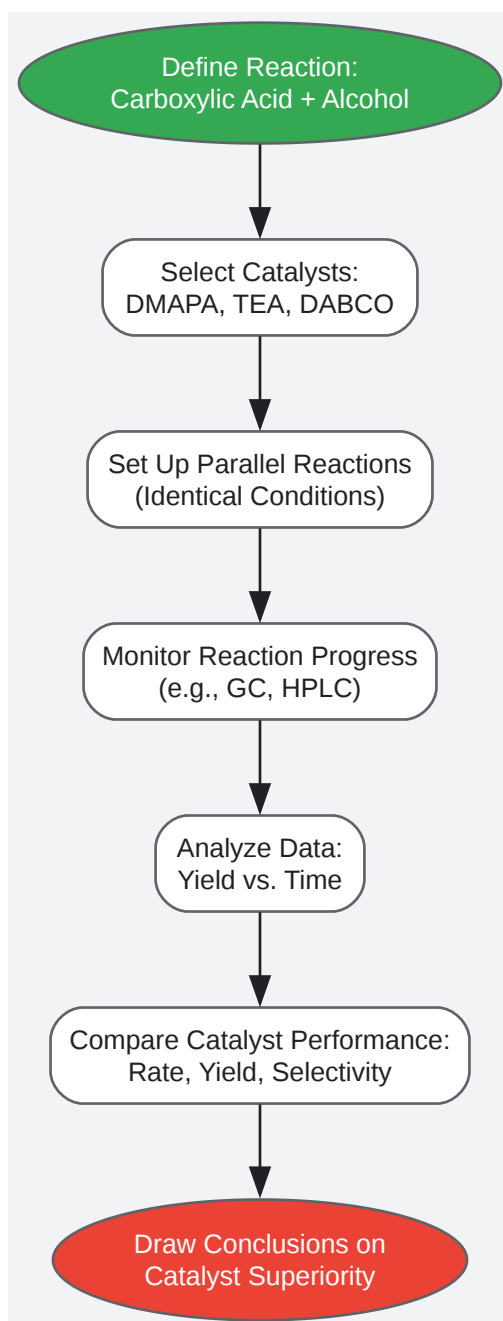 Define Reaction:
Carboxylic Acid + Alcohol
Select Catalysts:
DMAPA, TEA, DABCO
Set Up Parallel Reactions
(Identical Conditions)
Monitor Reaction Progress
(e.g., GC, HPLC)
Analyze Data:
Yield vs. Time
Compare Catalyst Performance:
Rate, Yield, Selectivity
Draw Conclusions on
Catalyst Superiority